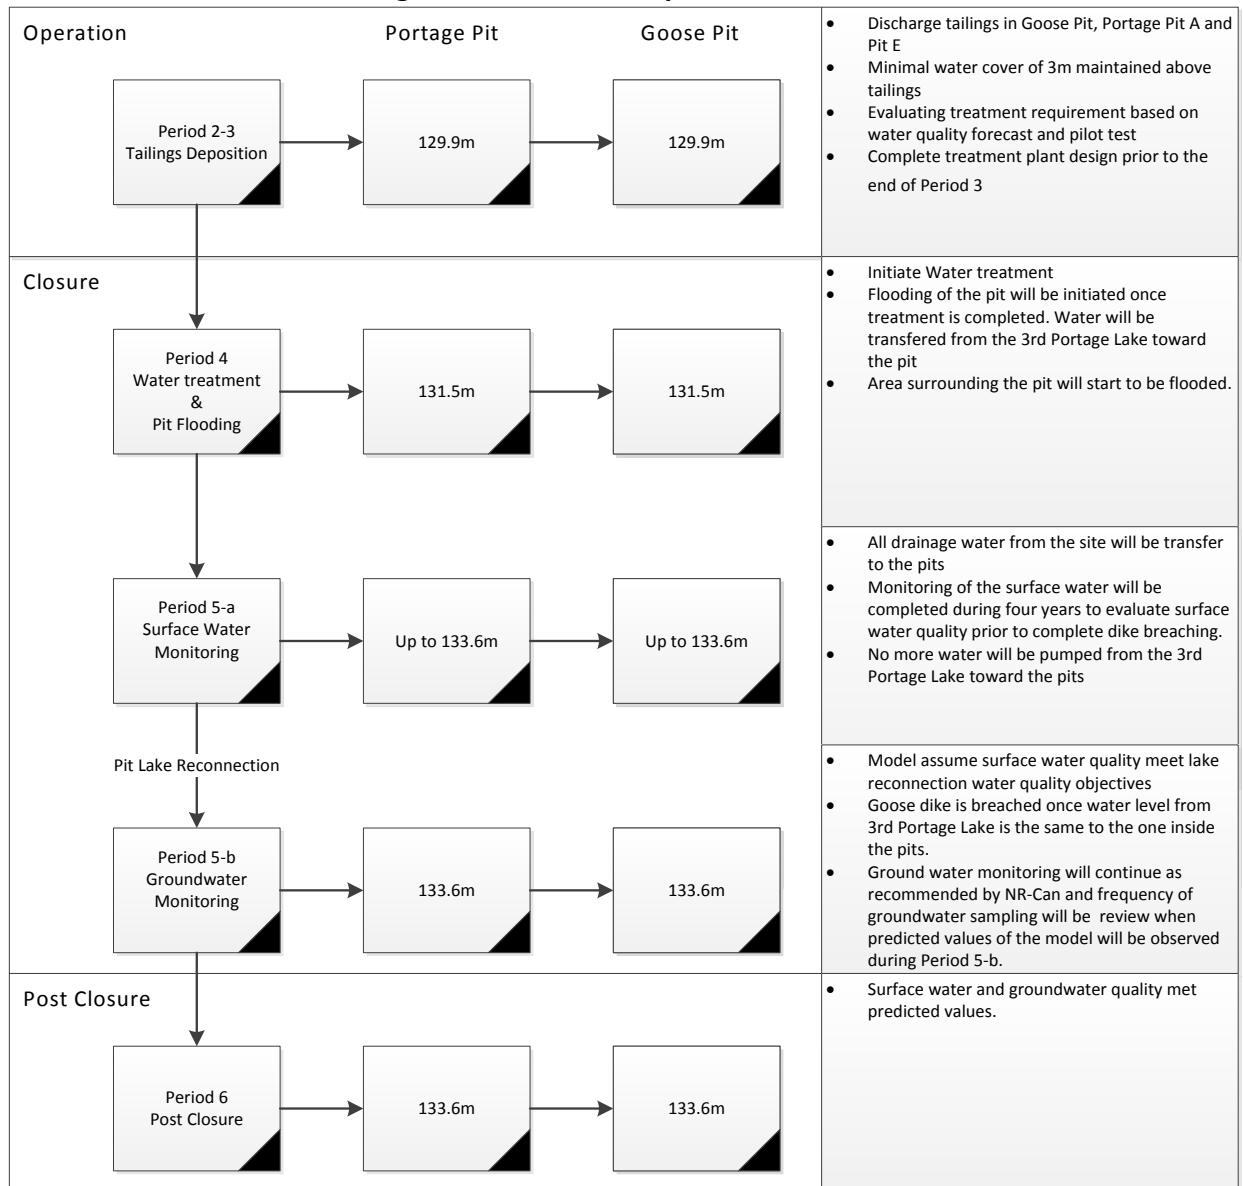 Operation
Portage Pit
Goose Pit
Period 2-3
Tailings Deposition
129.9m
129.9m
• Discharge tailings in Goose Pit, Portage Pit A and
Pit E
• Minimal water cover of 3m maintained above
tailings
• Evaluating treatment requirement based on
water quality forecast and pilot test
• Complete treatment plant design prior to the
end of Period 3
Closure
Period 4
Water treatment
&
Pit Flooding
131.5m
131.5m
• Initiate Water treatment
• Flooding of the pit will be initiated once
treatment is completed. Water will be
transfered from the 3rd Portage Lake toward
the pit
• Area surrounding the pit will start to be flooded.
Period 5-a
Surface Water
Monitoring
Up to 133.6m
Up to 133.6m
• All drainage water from the site will be transfer
to the pits
• Monitoring of the surface water will be
completed during four years to evaluate surface
water quality prior to complete dike breaching.
• No more water will be pumped from the 3rd
Portage Lake toward the pits
Pit Lake Reconnection
Period 5-b
Groundwater
Monitoring
133.6m
133.6m
• Model assume surface water quality meet lake
reconnection water quality objectives
• Goose dike is breached once water level from
3rd Portage Lake is the same to the one inside
the pits.
• Ground water monitoring will continue as
recommended by NR-Can and frequency of
groundwater sampling will be review when
predicted values of the model will be observed
during Period 5-b.
Post Closure
Period 6
Post Closure
133.6m
133.6m
• Surface water and groundwater quality met
predicted values.